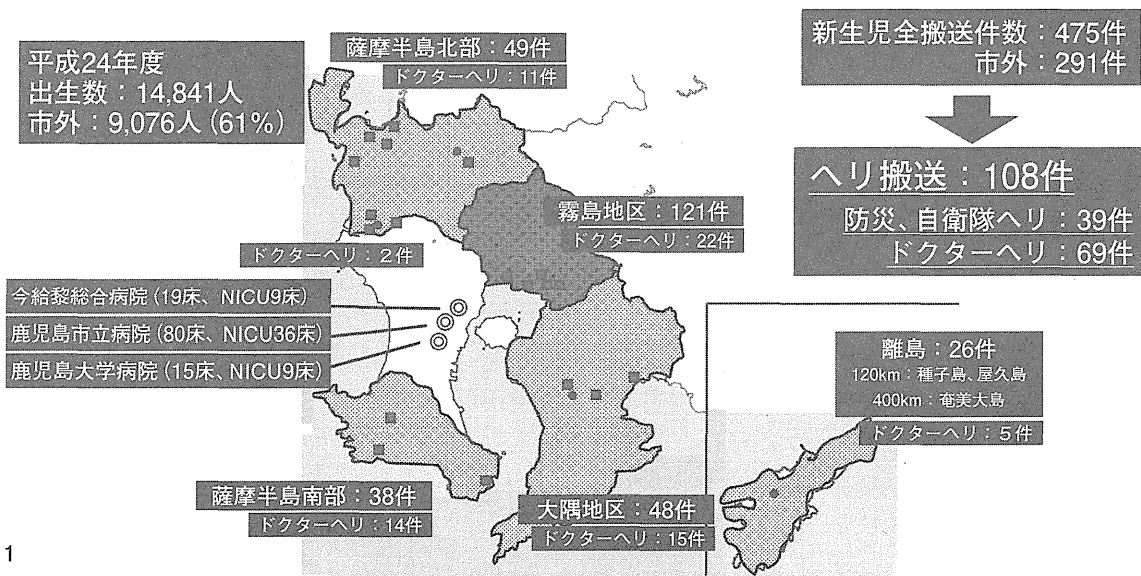 平成24年度
出生数：14,841人
市外：9,076人 (61%)
薩摩半島北部：49件
ドクターヘリ：11件
新生児全搬送件数：475件
市外：291件
ヘリ搬送：108件
防災、自衛隊ヘリ：39件
ドクターヘリ：69件
霧島地区：121件
ドクターヘリ：22件
ドクターヘリ：2件
今給黎総合病院 (19床、NICU9床)
鹿児島市立病院 (80床、NICU36床)
鹿児島大学病院 (15床、NICU9床)
離島：26件
120km：種子島、屋久島
400km：奄美大島
ドクターヘリ：5件
薩摩半島南部：38件
ドクターヘリ：14件
大隅地区：48件
ドクターヘリ：15件
1